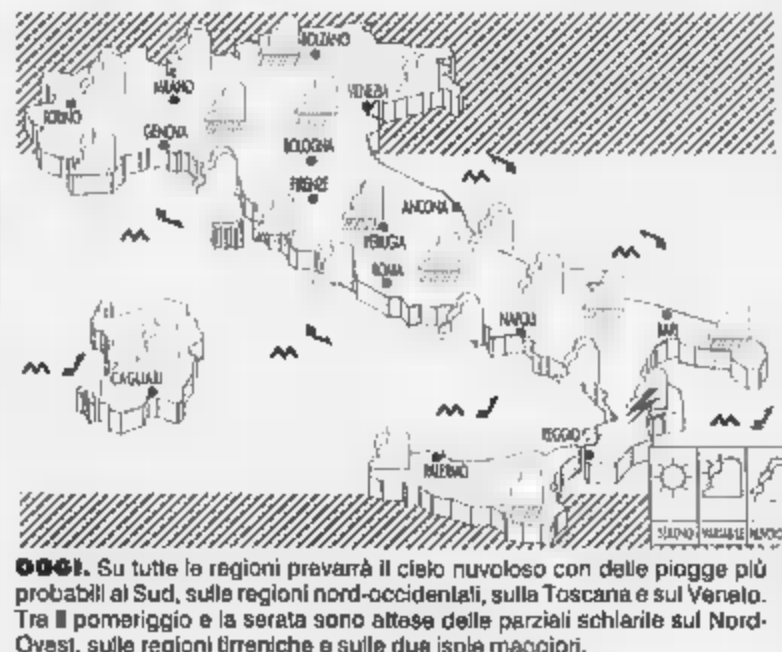 BOLZANO
MILANO
VENEZIA
TORINO
GENOVA
BOLOGNA
FIRENZE
ANCONA
PERUGIA
ROMA
NAPOLI
BARI
CAGLIARI
REGGIO C.
PALERMO
SERENO VARIABILE
OGGI. Su tutte le regioni prevarrà il cielo nuvoloso con delle piogge più
probabili al Sud, sulle regioni nord-occidentali, sulla Toscana e sul Veneto.
Tra il pomeriggio e la serata sono attese delle parziali schiarite sul Nord-
Ovest, sulle regioni tirreniche e sulle due isole maggiori.